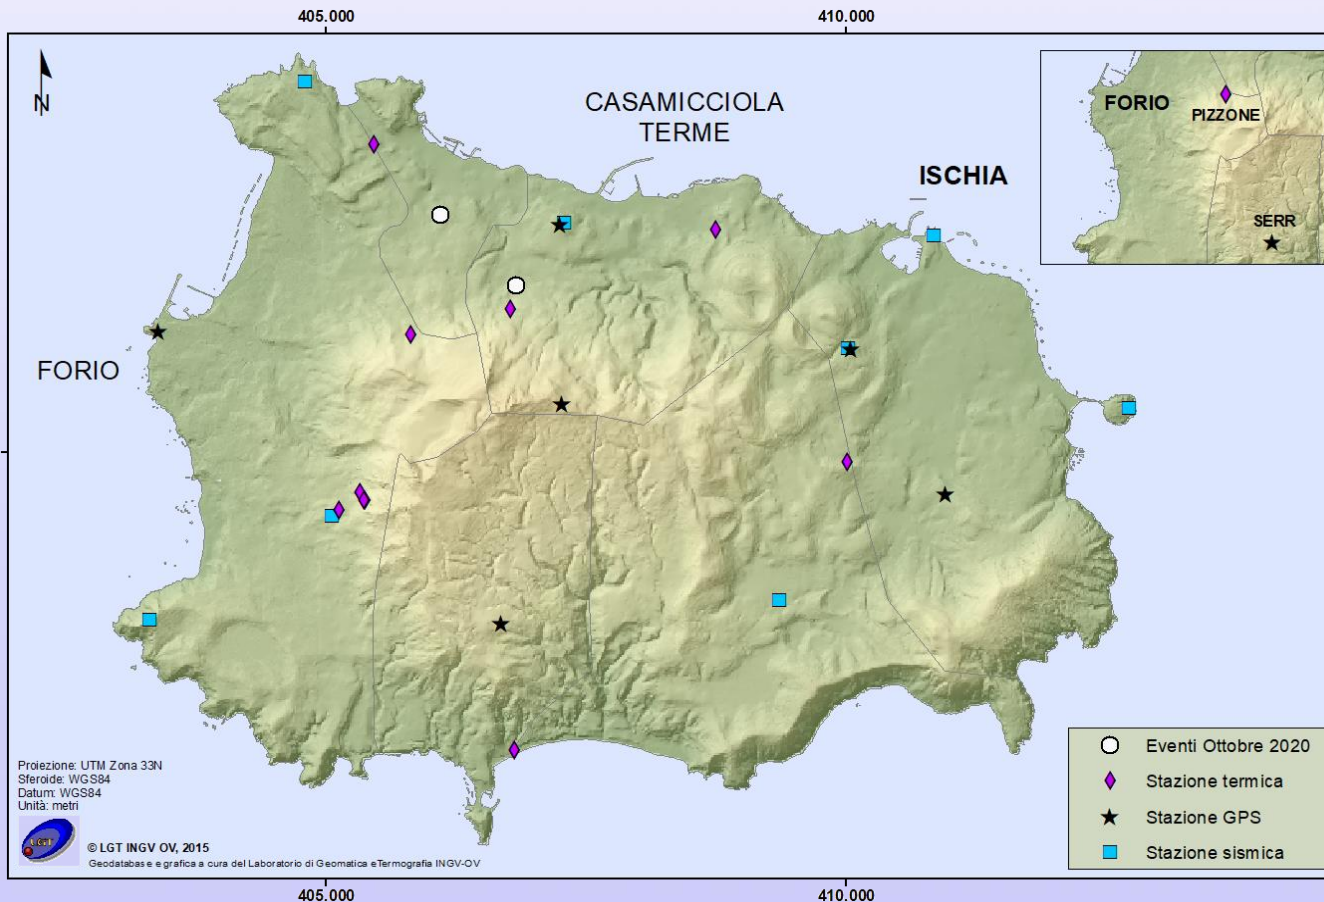 405.000
410.000
N
CASAMICCIOLA
TERME
ISCHIA
FORIO
FORIO
PIZZONE
SERR
Proiezione: UTM Zona 33N
Sferoide: WGS84
Datum: WGS84
Unità: metri
LGT
© LGT INGV OV, 2015
Geodatabase e grafica a cura del Laboratorio di Geomatica e Termografia INGV-OV
Eventi Ottobre 2020
Stazione termica
Stazione GPS
Stazione sismica
405.000
410.000